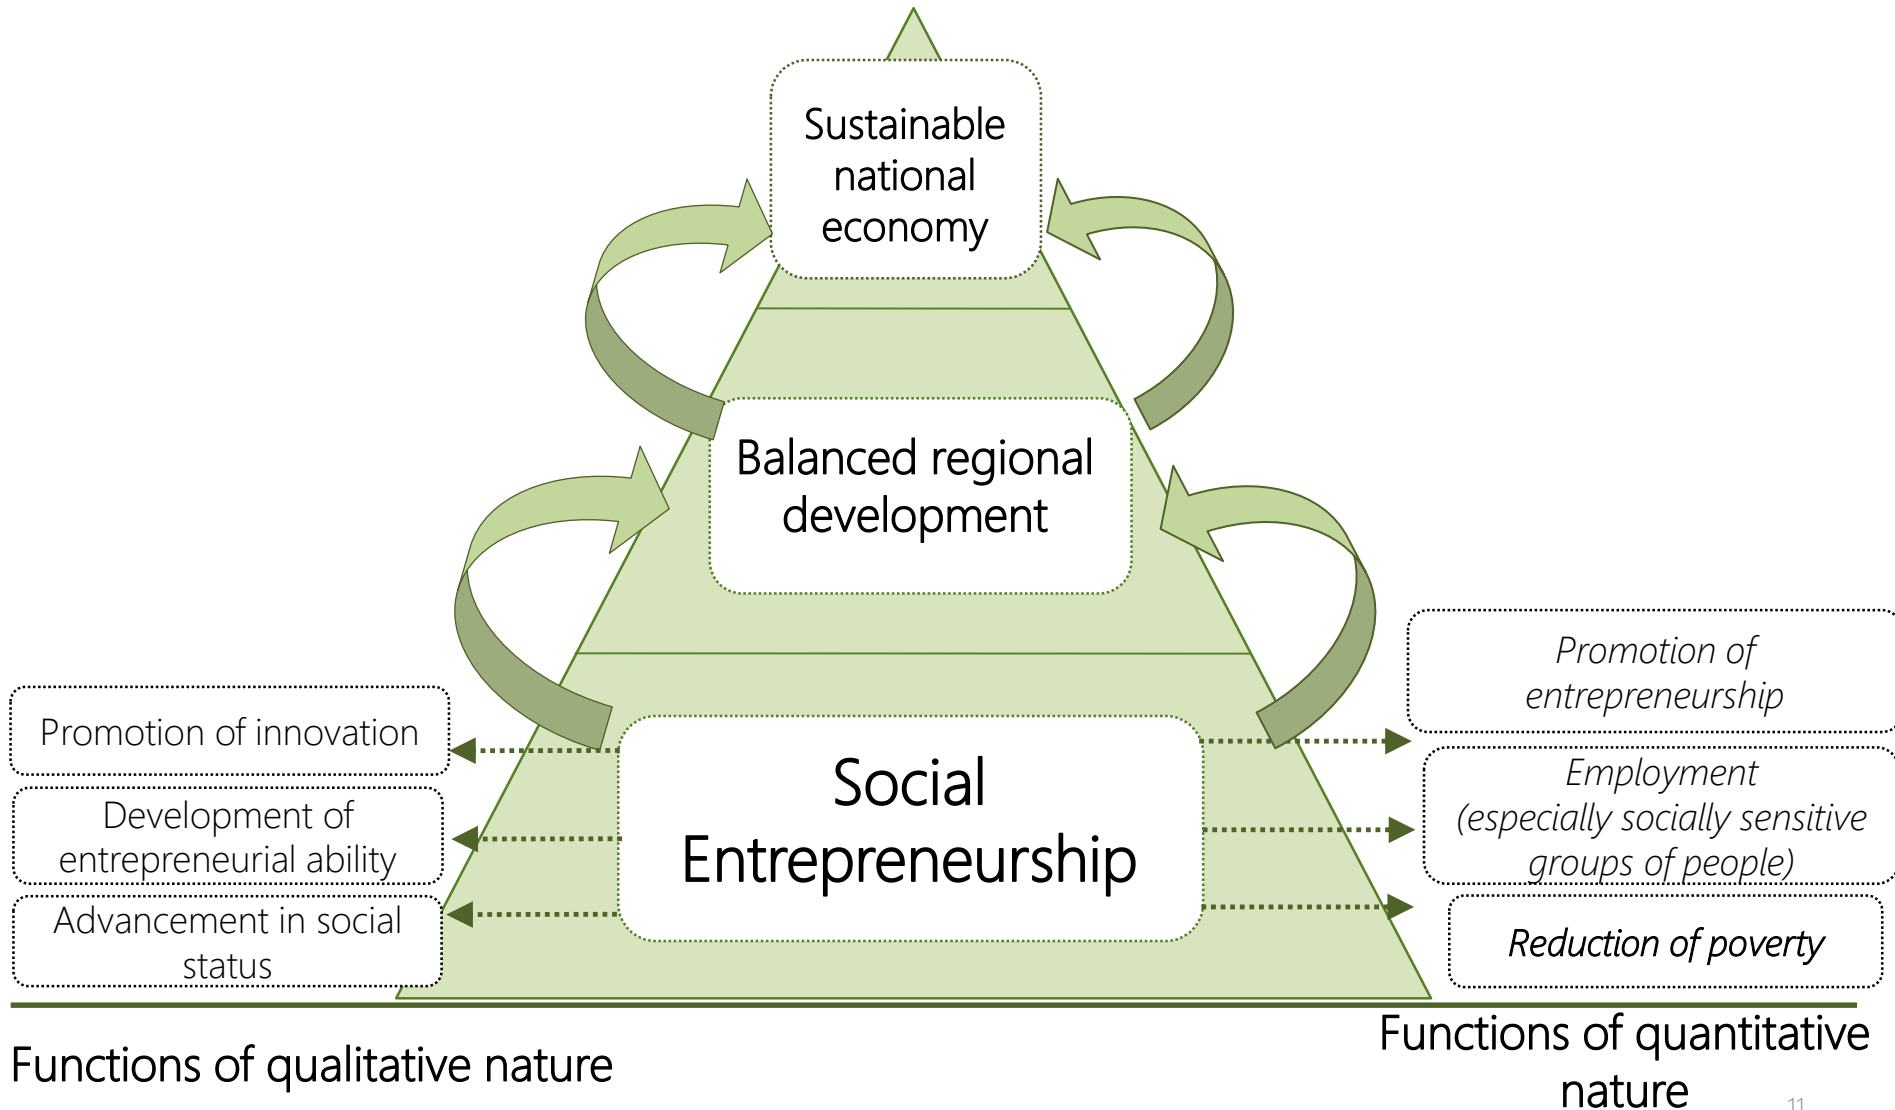 Sustainable
national
economy
Balanced regional
development
Social
Entrepreneurship
Promotion of innovation
Development of
entrepreneurial ability
Advancement in social
status
Promotion of
entrepreneurship
Employment
(especially socially sensitive
groups of people)
Reduction of poverty
Functions of qualitative nature
Functions of quantitative
nature
11